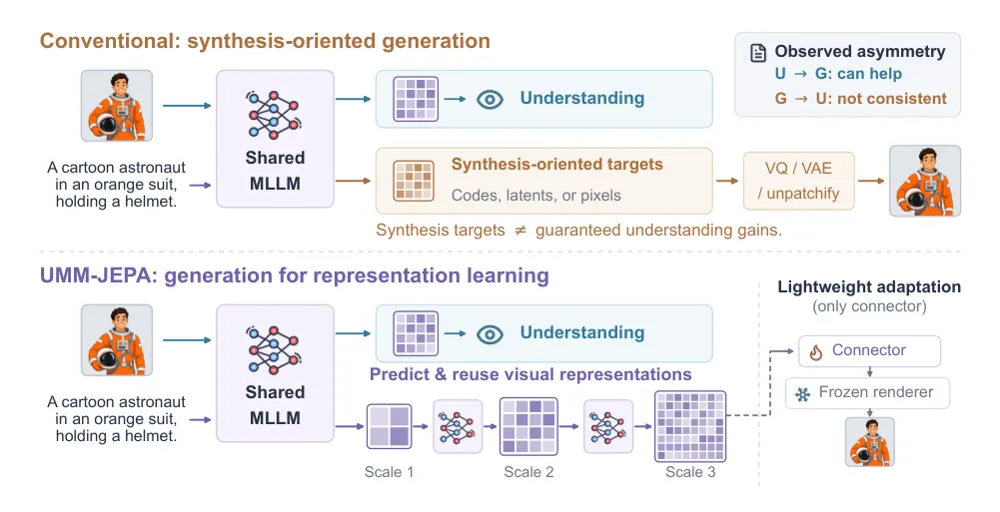 Conventional: synthesis-oriented generation
Observed asymmetry
U → G: can help
G → U: not consistent
A cartoon astronaut
in an orange suit,
holding a helmet.
Shared
MLLM
Understanding
Synthesis-oriented targets
Codes, latents, or pixels
VQ / VAE
/ unpatchify
Synthesis targets ≠ guaranteed understanding gains.
UMM-JEPA: generation for representation learning
A cartoon astronaut
in an orange suit,
holding a helmet.
Shared
MLLM
Understanding
Predict & reuse visual representations
Scale 1
Scale 2
Scale 3
Lightweight adaptation
(only connector)
Connector
Frozen renderer